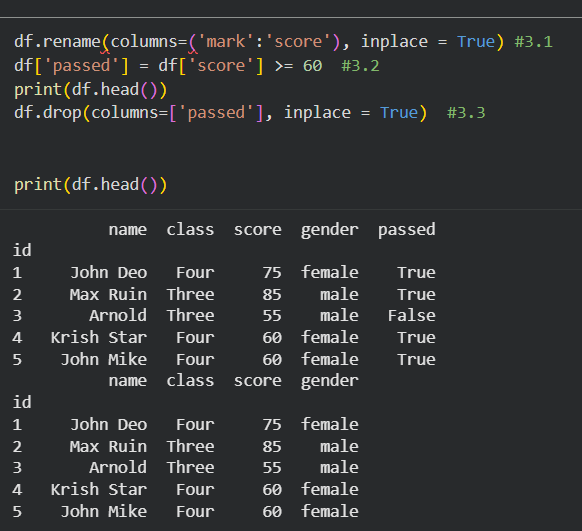 df.rename(columns=('mark':'score'), inplace = True) #3.1
df['passed'] = df['score'] >= 60  #3.2
print(df.head())
df.drop(columns=['passed'], inplace = True)  #3.3
print(df.head())
name  class  score  gender  passed
id
1     John Deo   Four     75  female    True
2     Max Ruin  Three     85    male    True
3       Arnold  Three     55    male   False
4   Krish Star   Four     60  female    True
5    John Mike   Four     60  female    True
name  class  score  gender
id
1     John Deo   Four     75  female
2     Max Ruin  Three     85    male
3       Arnold  Three     55    male
4   Krish Star   Four     60  female
5    John Mike   Four     60  female